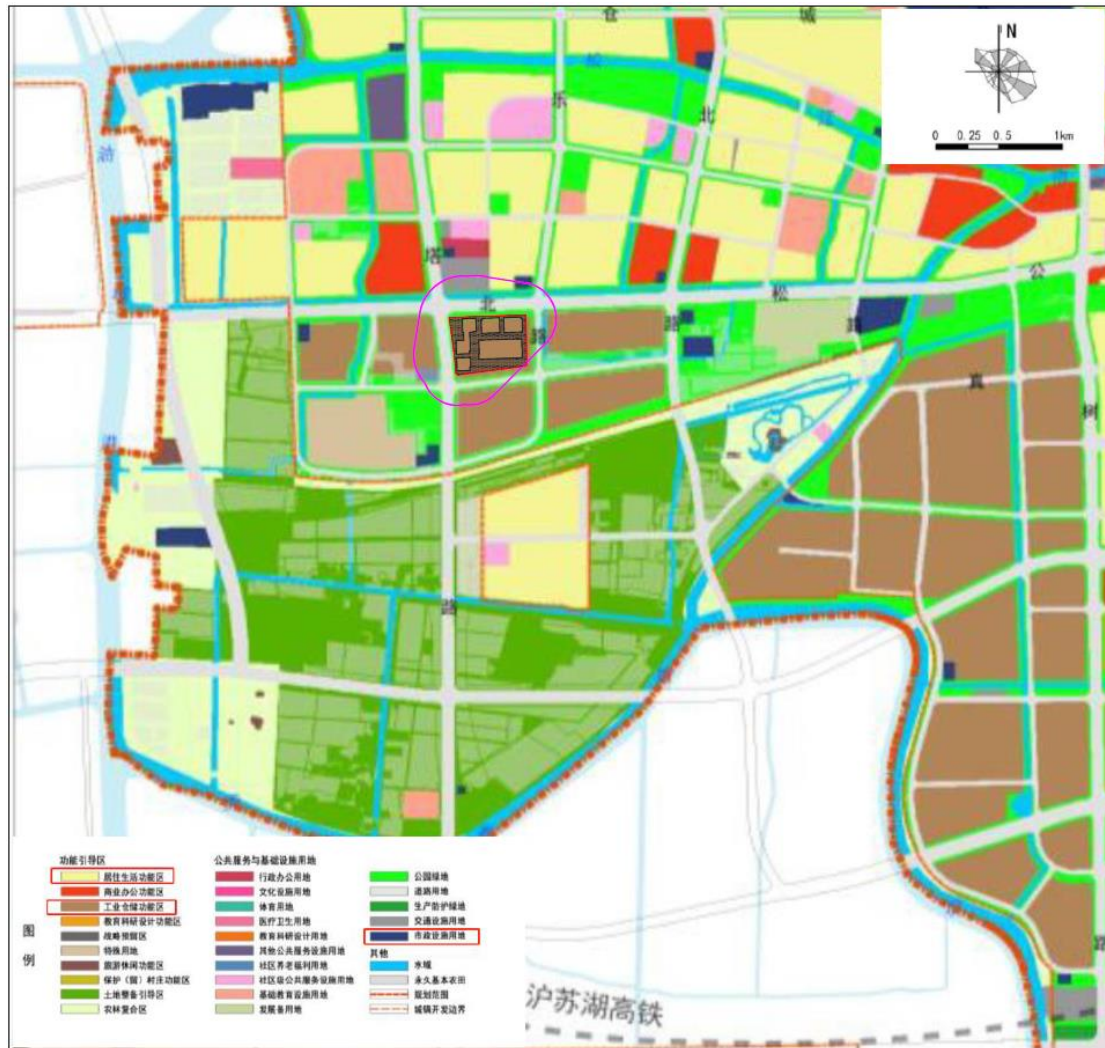 仓 城
N
乐 北
0 0.25 0.5 1km
塔
公
北 松
路
真
树
路
功能引导区
居住生活功能区
商业办公功能区
工业仓储功能区
教育科研设计功能区
战略预留区
特殊用地
旅游休闲功能区
保护（留）村庄功能区
土地整备引导区
农林复合区
图
例
公共服务与基础设施用地
行政办公用地
文化设施用地
体育用地
医疗卫生用地
教育科研设计用地
其他公共服务设施用地
社区养老福利用地
社区级公共服务设施用地
基础教育设施用地
发展备用地
公园绿地
道路用地
生产防护绿地
交通设施用地
市政设施用地
其他
水域
永久基本农田
规划范围
城镇开发边界
路
沪苏湖高铁